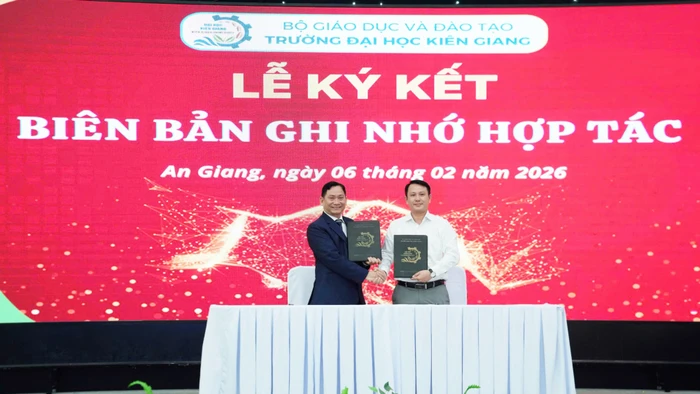 BỘ GIÁO DỤC VÀ ĐÀO TẠO
TRƯỜNG ĐẠI HỌC KIÊN GIANG
LỄ KÝ KẾT
BIÊN BẢN GHI NHỚ HỢP TÁC
An Giang, ngày 06 tháng 02 năm 2026